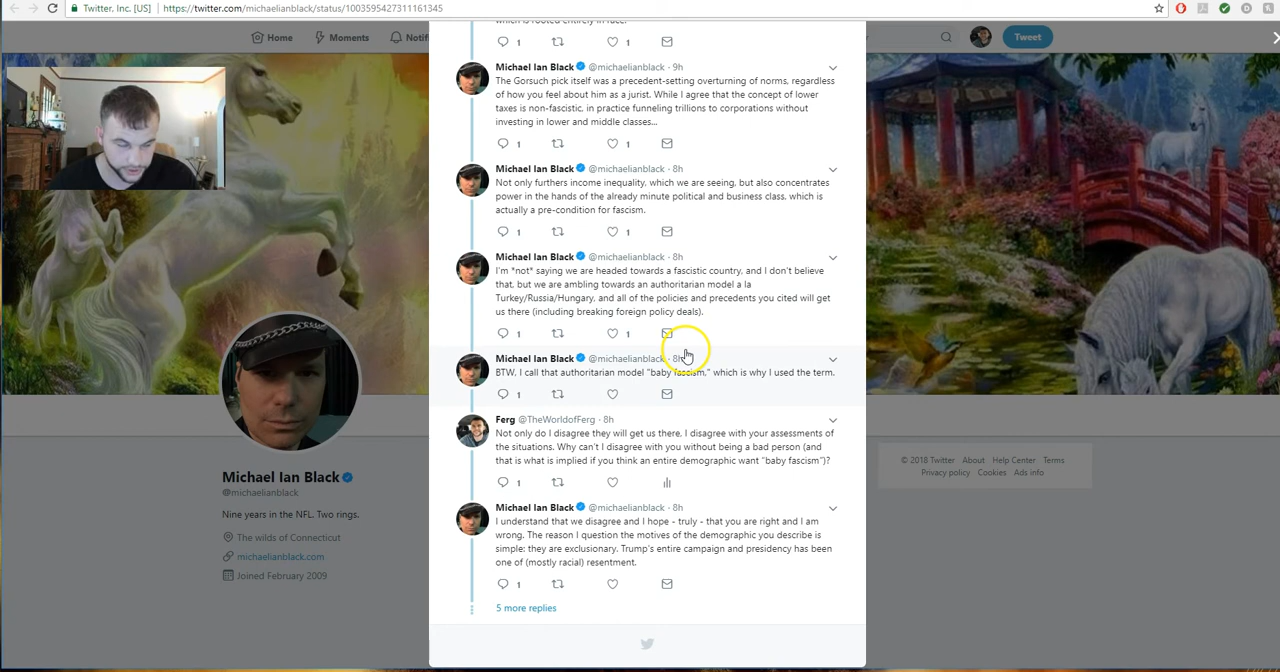 Twitter, Inc. [US]
https://twitter.com/michaelianblack/status/1003595427311161345
Home
Moments
Notifi
Tweet
which is rooted entirely in race.
1
1
Michael Ian Black @michaelianblack · 9h
The Gorsuch pick itself was a precedent-setting overturning of norms, regardless
of how you feel about him as a jurist. While I agree that the concept of lower
taxes is non-fascistic, in practice funneling trillions to corporations without
investing in lower and middle classes...
1
1
Michael Ian Black @michaelianblack · 8h
Not only furthers income inequality, which we are seeing, but also concentrates
power in the hands of the already minute political and business class, which is
actually a pre-condition for fascism.
1
1
Michael Ian Black @michaelianblack · 8h
I'm *not* saying we are headed towards a fascistic country, and I don't believe
that, but we are ambling towards an authoritarian model a la
Turkey/Russia/Hungary, and all of the policies and precedents you cited will get
us there (including breaking foreign policy deals).
1
1
Michael Ian Black @michaelianblack · 8h
BTW, I call that authoritarian model "baby fascism," which is why I used the term.
1
Ferg @TheWorldofFerg · 8h
Not only do I disagree they will get us there, I disagree with your assessments of
the situations. Why can't I disagree with you without being a bad person (and
that is what is implied if you think an entire demographic want "baby fascism")?
1
Michael Ian Black @michaelianblack · 8h
I understand that we disagree and I hope - truly - that you are right and I am
wrong. The reason I question the motives of the demographic you describe is
simple: they are exclusionary. Trump's entire campaign and presidency has been
one of (mostly racial) resentment.
1
5 more replies
Michael Ian Black
@michaelianblack
Nine years in the NFL. Two rings.
The wilds of Connecticut
michaelianblack.com
Joined February 2009
© 2018 Twitter About Help Center Terms
Privacy policy Cookies Ads info